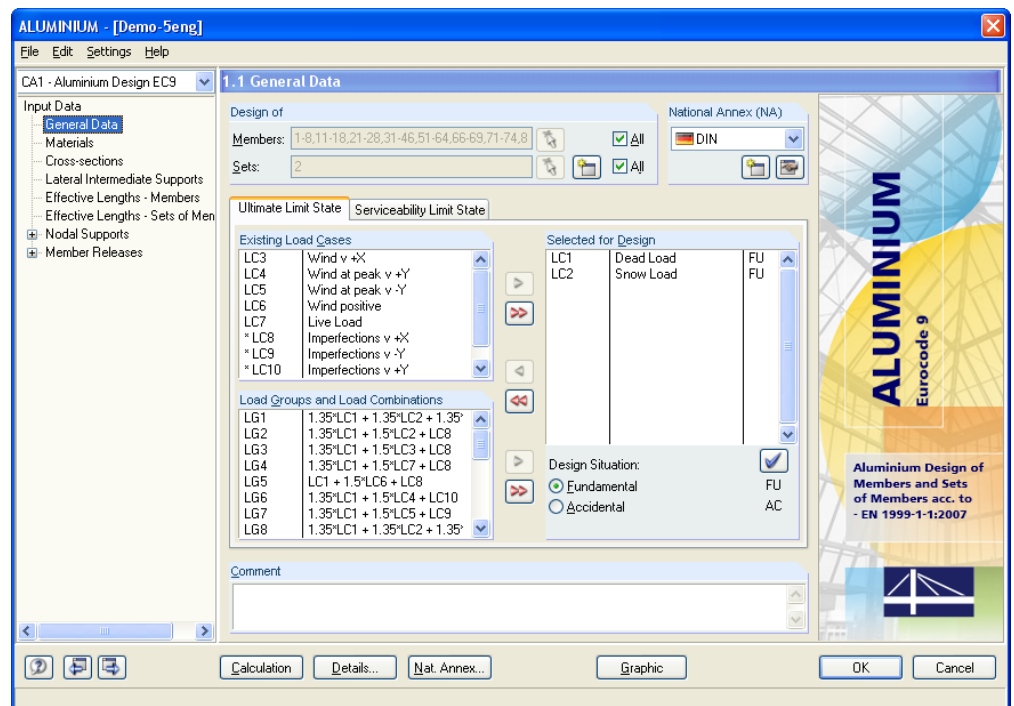 ALUMINIUM - [Demo-5eng]
File Edit Settings Help
CA1 - Aluminium Design EC9
Input Data
General Data
Materials
Cross-sections
Lateral Intermediate Supports
Effective Lengths - Members
Effective Lengths - Sets of Men
Nodal Supports
Member Releases
1.1 General Data
Design of
Members: 1-8,11-18,21-28,31-46,51-64,66-69,71-74,8 All
Sets: 2 All
National Annex (NA)
DIN
Ultimate Limit State Serviceability Limit State
Existing Load Cases
LC3 Wind v +X
LC4 Wind at peak v +Y
LC5 Wind at peak v -Y
LC6 Wind positive
LC7 Live Load
* LC8 Imperfections v +X
* LC9 Imperfections v -Y
* LC10 Imperfections v +Y
Load Groups and Load Combinations
LG1 1.35*LC1 + 1.35*LC2 + 1.35*
LG2 1.35*LC1 + 1.5*LC2 + LC8
LG3 1.35*LC1 + 1.5*LC3 + LC8
LG4 1.35*LC1 + 1.5*LC7 + LC8
LG5 LC1 + 1.5*LC6 + LC8
LG6 1.35*LC1 + 1.5*LC4 + LC10
LG7 1.35*LC1 + 1.5*LC5 + LC9
LG8 1.35*LC1 + 1.35*LC2 + 1.35*
Selected for Design
LC1 Dead Load FU
LC2 Snow Load FU
Design Situation:
Fundamental FU
Accidental AC
Comment
ALUMINIUM
Eurocode 9
Aluminium Design of
Members and Sets
of Members acc. to
- EN 1999-1-1:2007
Calculation Details... Nat. Annex... Graphic OK Cancel